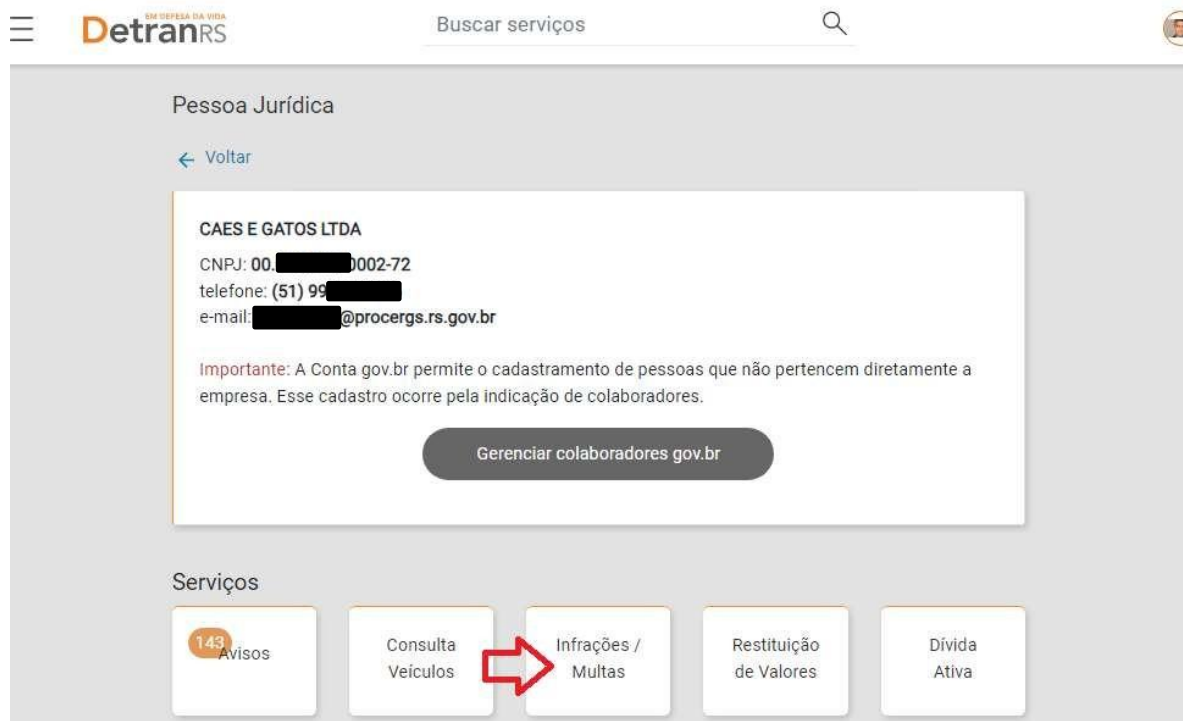 EM DEFESA DA VIDA
DetranRS
Buscar serviços
Pessoa Jurídica
Voltar
CAES E GATOS LTDA
CNPJ: 00. 0002-72
telefone: (51) 99
e-mail: @procergs.rs.gov.br
Importante: A Conta gov.br permite o cadastramento de pessoas que não pertencem diretamente a
empresa. Esse cadastro ocorre pela indicação de colaboradores.
Gerenciar colaboradores gov.br
Serviços
143
Avisos
Consulta
Veículos
Infrações /
Multas
Restituição
de Valores
Dívida
Ativa